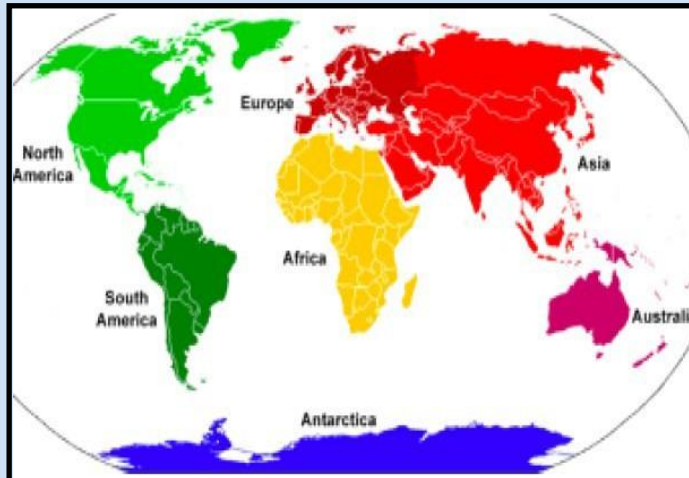 Europe
North
America
Asia
Africa
South
America
Australi
Antarctica